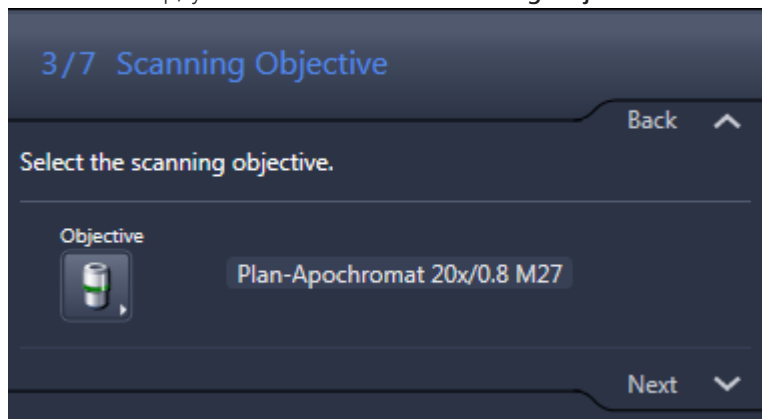 3/7 Scanning Objective
Back
Select the scanning objective.
Objective
Plan-Apochromat 20x/0.8 M27
Next